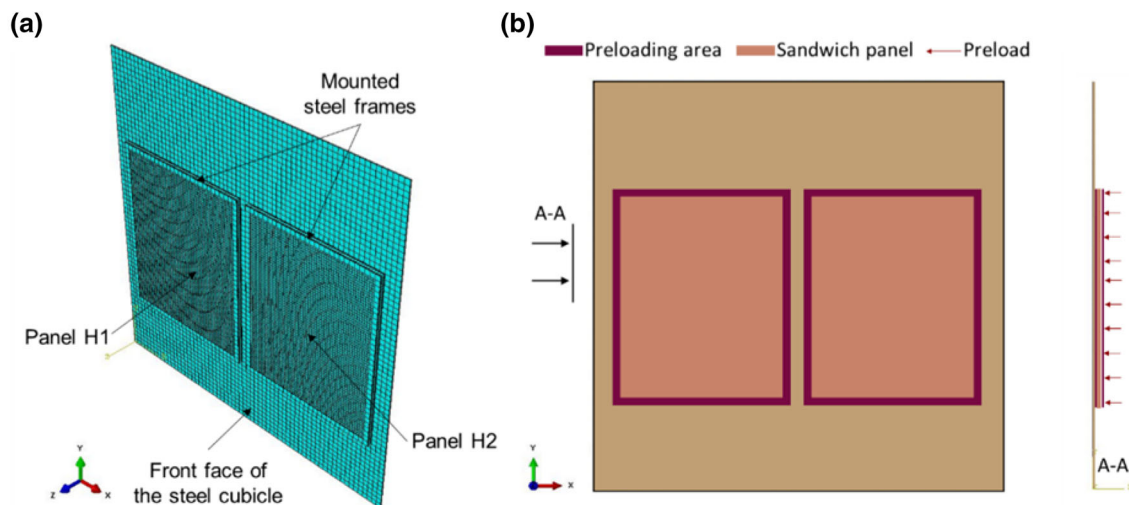 (a)
Mounted
steel frames
Panel H1
Panel H2
Front face of
the steel cubicle
Y
Z
X
(b)
Preloading area
Sandwich panel
Preload
A-A
Y
X
A-A